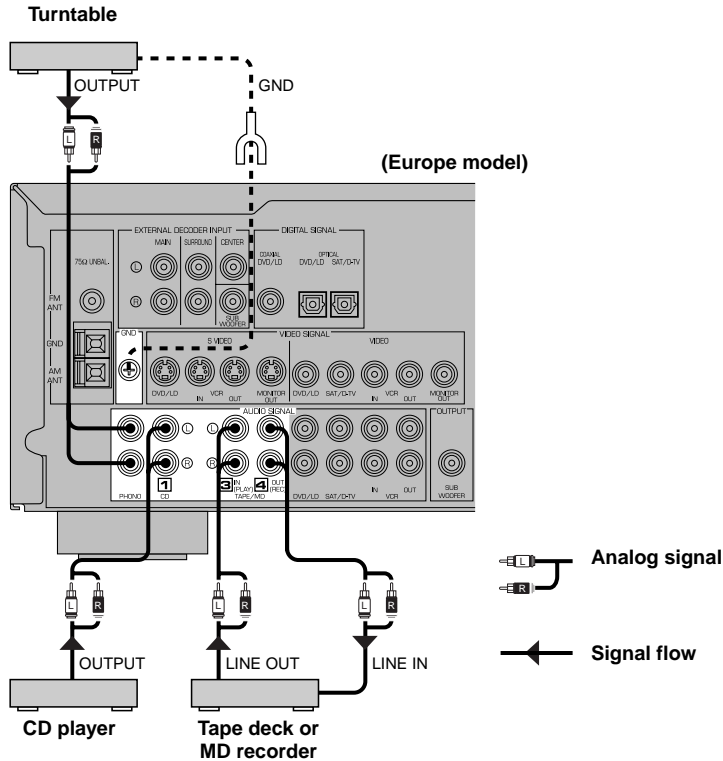 Turntable
OUTPUT
GND
L R
(Europe model)
EXTERNAL DECODER INPUT
DIGITAL SIGNAL
MAIN SURROUND CENTER
COAXIAL OPTICAL
DVD/LD DVD/LD SAT/D-TV
75Ω UNBAL.
L
R
FM
ANT
SUB
WOOFER
GND
AM
ANT
GND
VIDEO SIGNAL
S VIDEO VIDEO
DVD/LD IN VCR OUT MONITOR OUT DVD/LD SAT/D-TV IN VCR OUT MONITOR OUT
AUDIO SIGNAL
OUTPUT
L L
R R
1 3 IN (PLAY) 4 OUT (REC)
PHONO CD TAPE/MD DVD/LD SAT/D-TV IN VCR OUT SUB WOOFER
L R L R L R
L Analog signal
R
OUTPUT LINE OUT LINE IN
Signal flow
CD player
Tape deck or
MD recorder